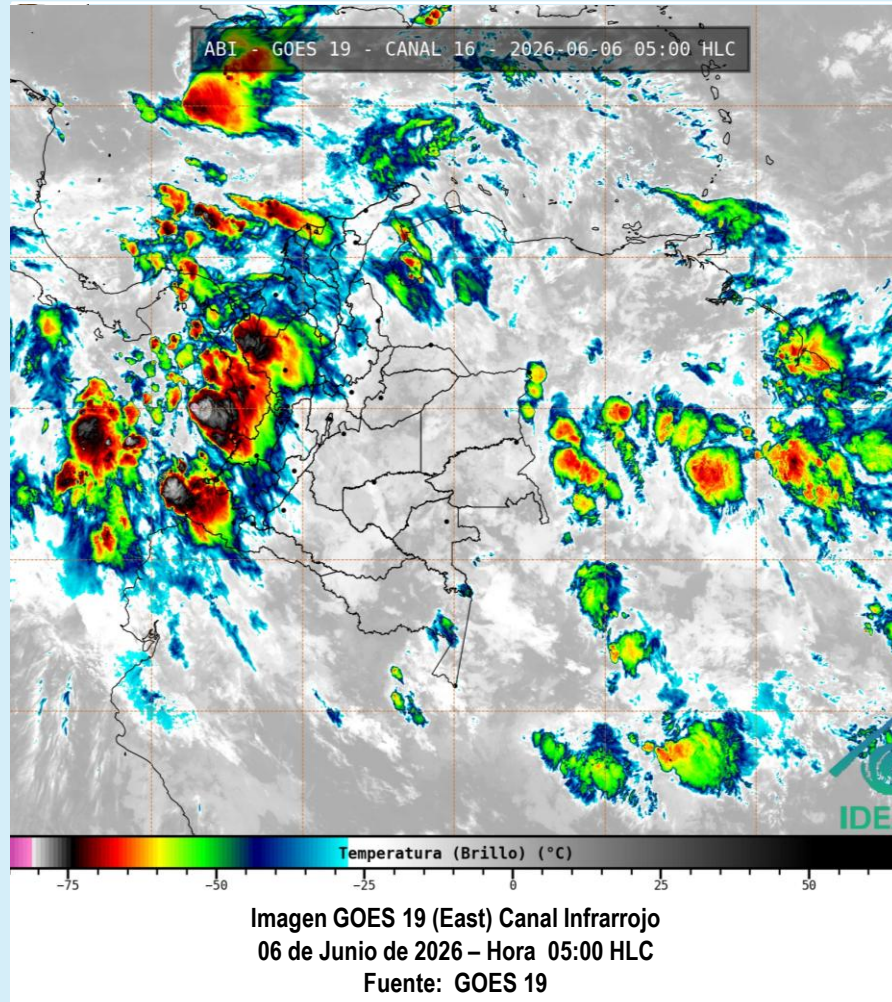 ABI - GOES 19 - CANAL 16 - 2026-06-06 05:00 HLC
Temperatura (Brillo) (°C)
−75 −50 −25 0 25 50
Imagen GOES 19 (East) Canal Infrarrojo
06 de Junio de 2026 – Hora 05:00 HLC
Fuente: GOES 19